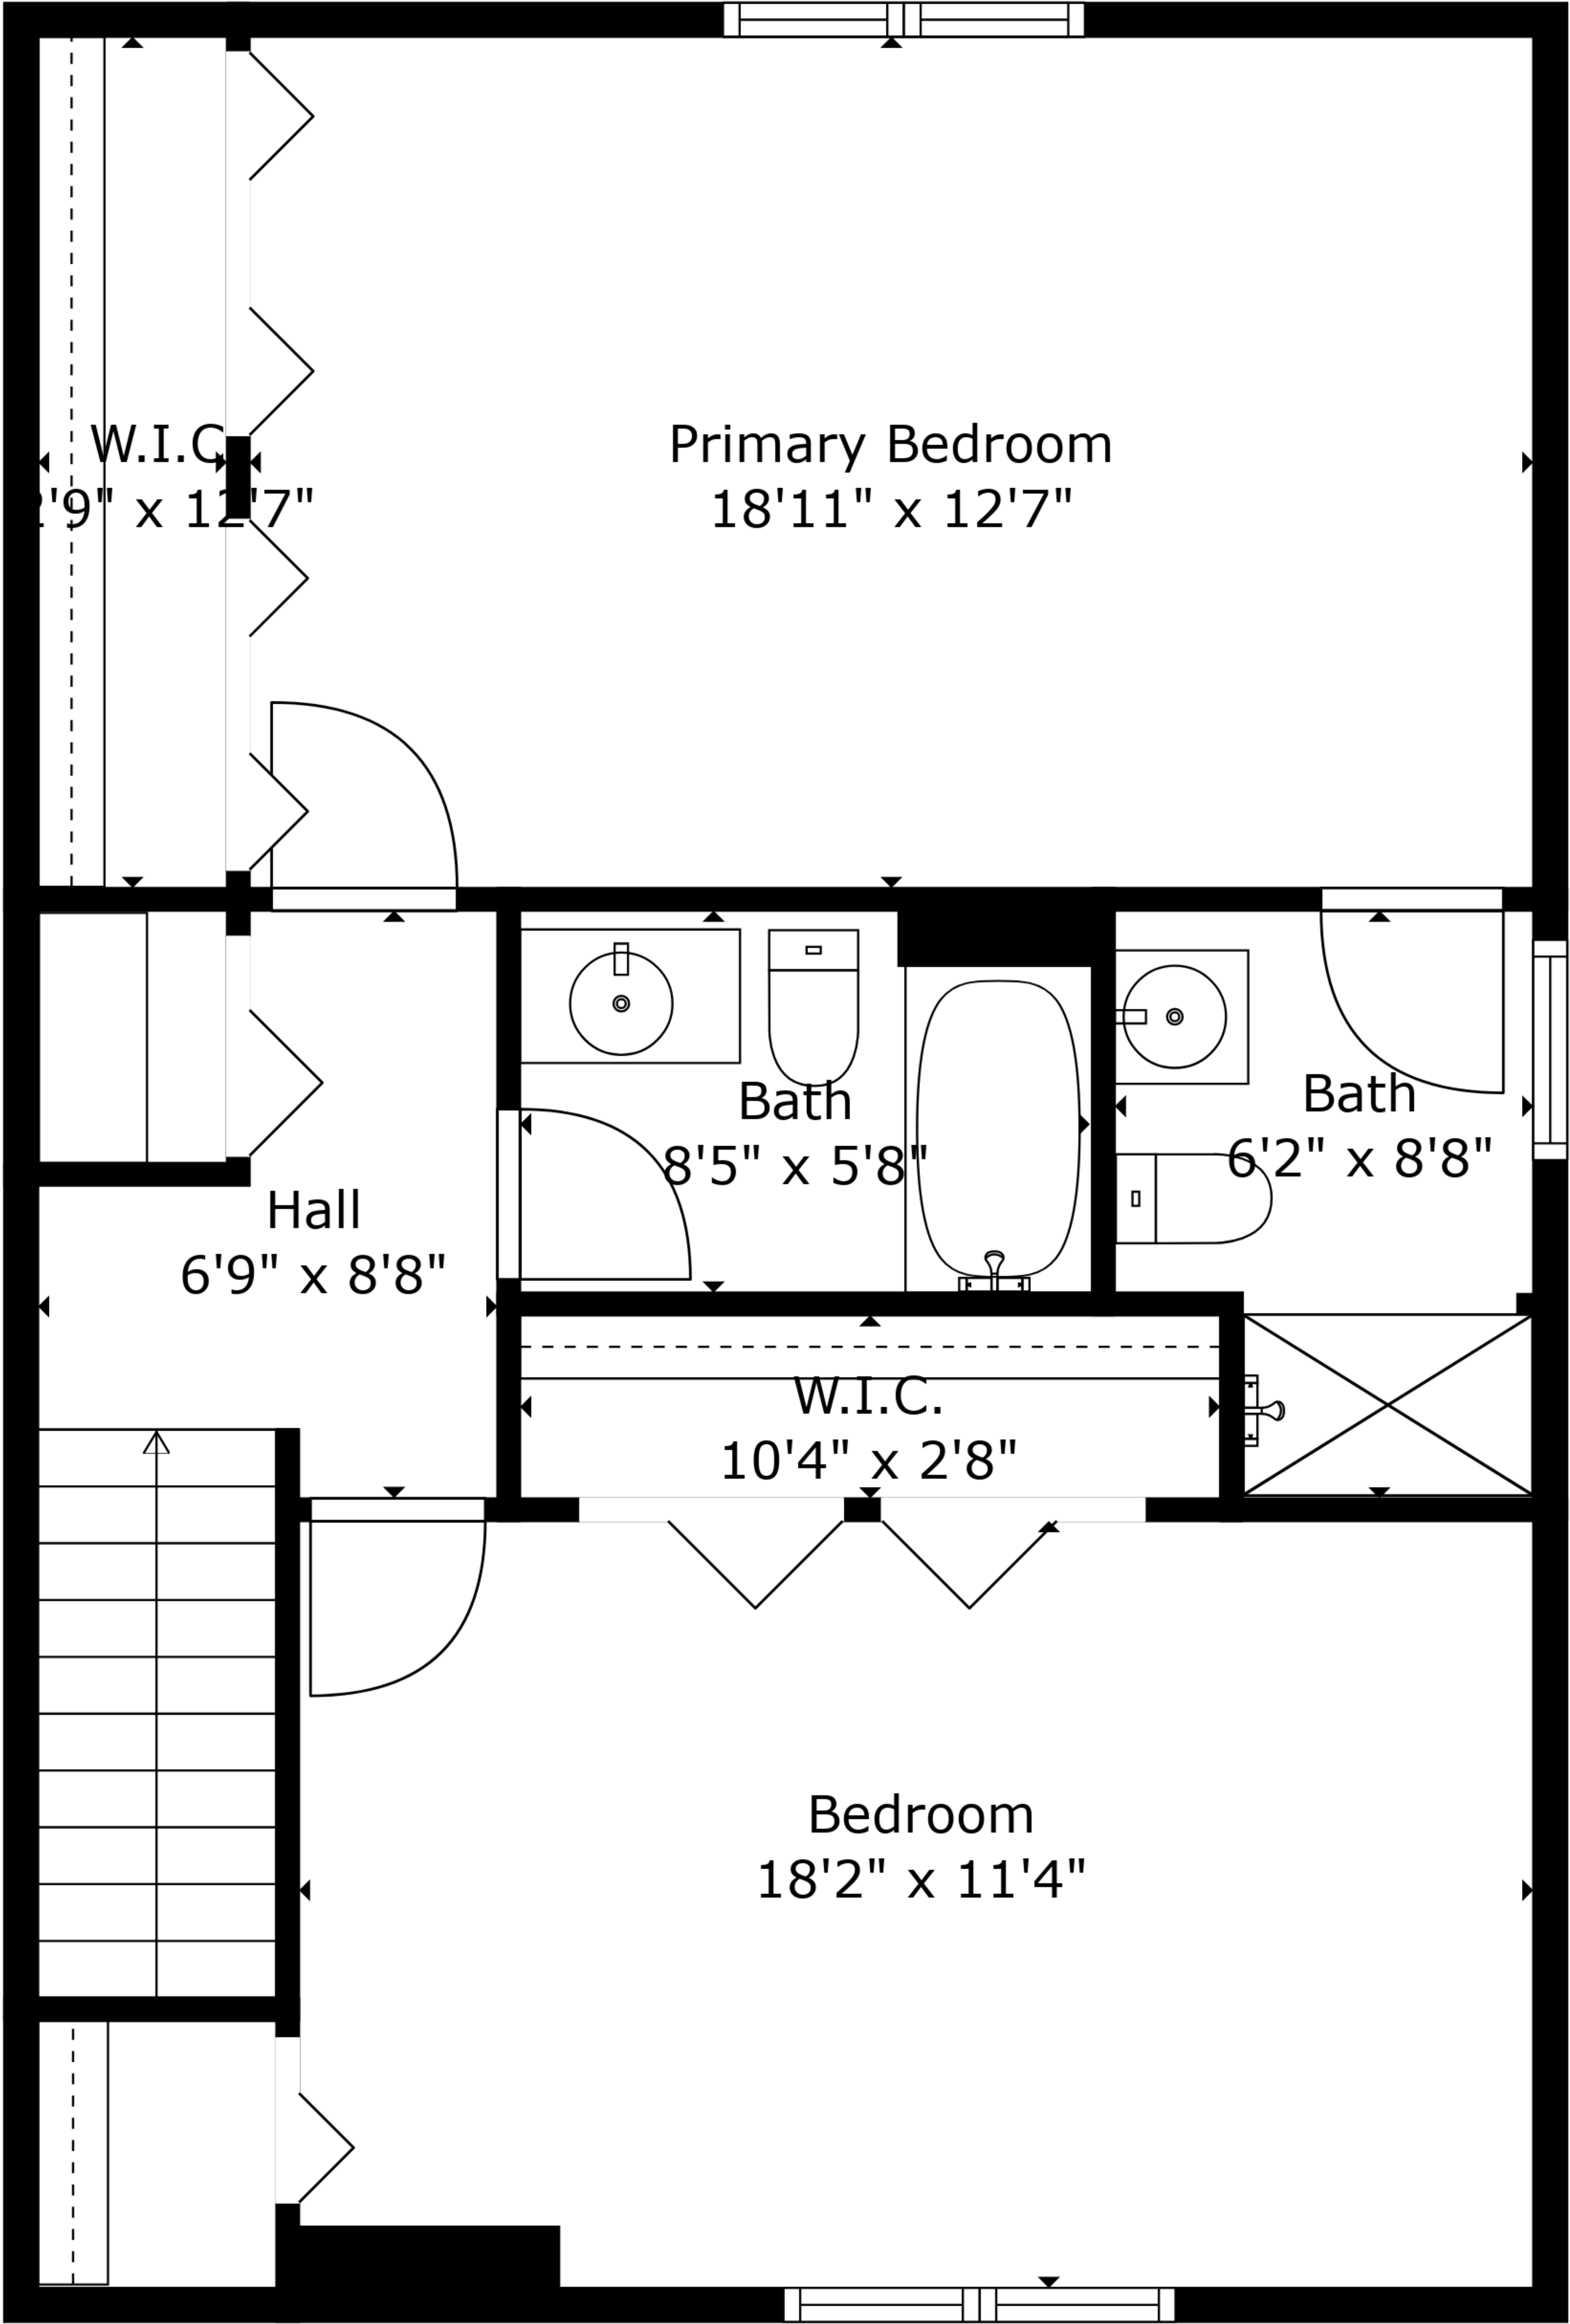 W.I.C.
2'9" x 12'7"
Primary Bedroom
18'11" x 12'7"
Bath
8'5" x 5'8"
Bath
6'2" x 8'8"
Hall
6'9" x 8'8"
W.I.C.
10'4" x 2'8"
Bedroom
18'2" x 11'4"